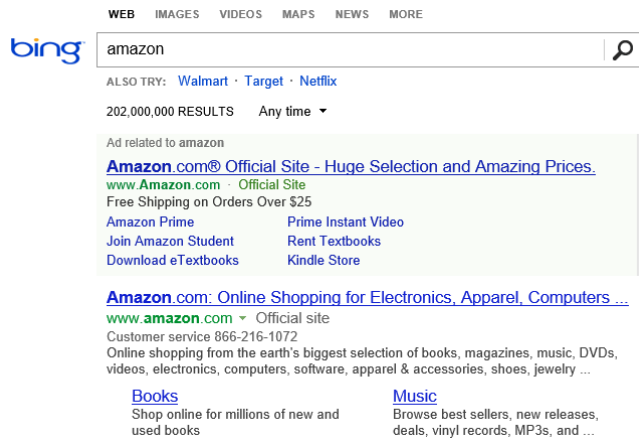 WEB IMAGES VIDEOS MAPS NEWS MORE
bing
amazon
ALSO TRY: Walmart · Target · Netflix
202,000,000 RESULTS Any time
Ad related to amazon
Amazon.com® Official Site - Huge Selection and Amazing Prices.
www.Amazon.com · Official Site
Free Shipping on Orders Over $25
Amazon Prime Prime Instant Video
Join Amazon Student Rent Textbooks
Download eTextbooks Kindle Store
Amazon.com: Online Shopping for Electronics, Apparel, Computers ...
www.amazon.com Official site
Customer service 866-216-1072
Online shopping from the earth's biggest selection of books, magazines, music, DVDs,
videos, electronics, computers, software, apparel & accessories, shoes, jewelry ...
Books Music
Shop online for millions of new and Browse best sellers, new releases,
used books deals, vinyl records, MP3s, and ...